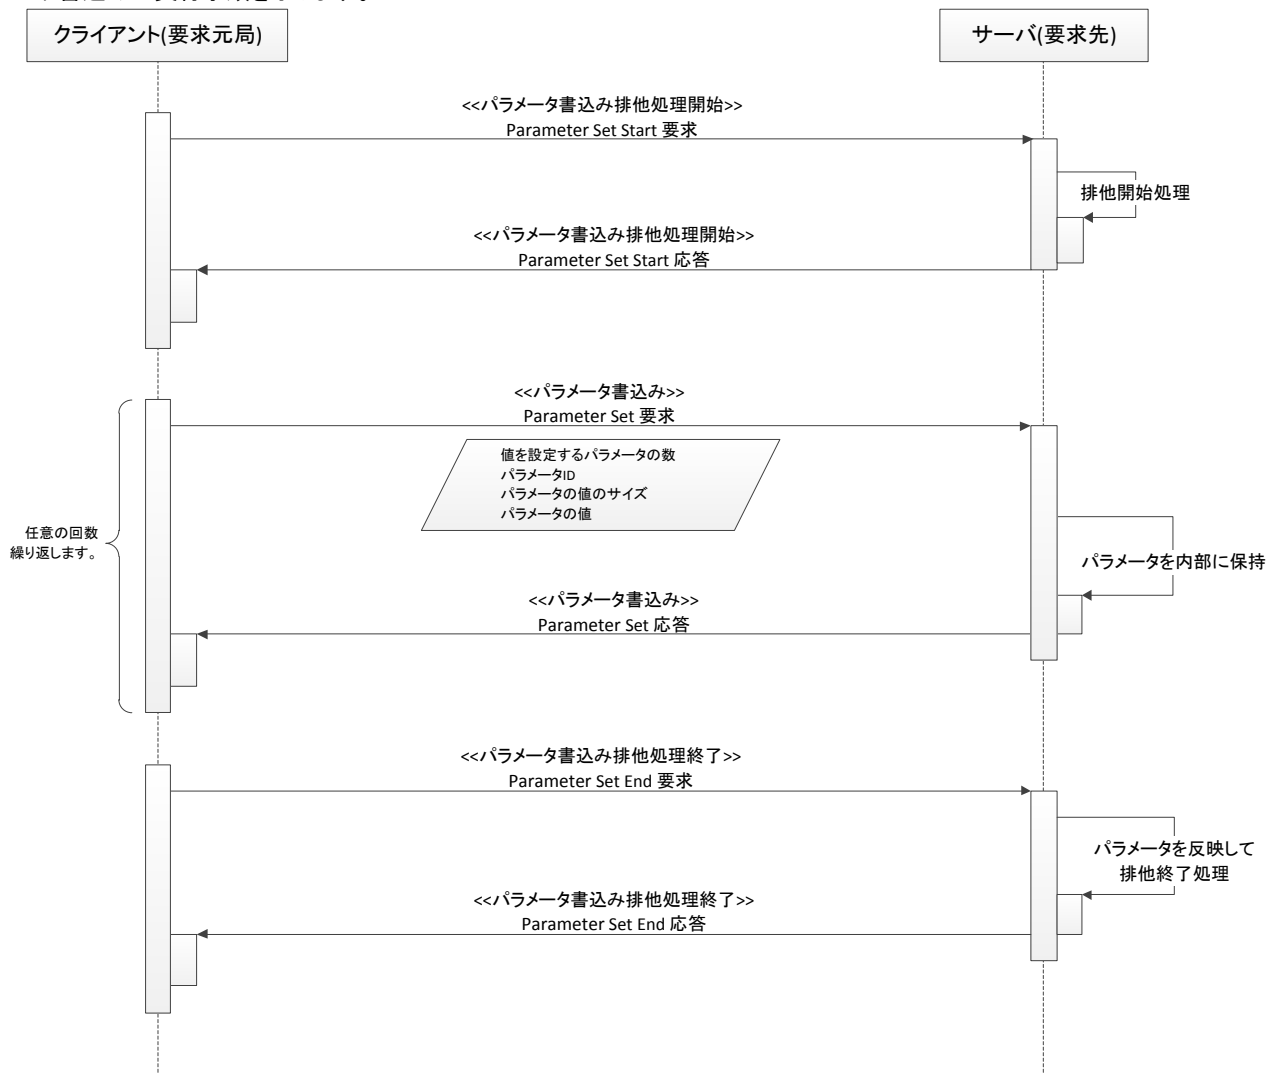 クライアント(要求元局)
サーバ(要求先)
<<パラメータ書込み排他処理開始>>
Parameter Set Start 要求
排他開始処理
<<パラメータ書込み排他処理開始>>
Parameter Set Start 応答
<<パラメータ書込み>>
Parameter Set 要求
値を設定するパラメータの数
パラメータID
パラメータの値のサイズ
パラメータの値
任意の回数
繰り返します。
パラメータを内部に保持
<<パラメータ書込み>>
Parameter Set 応答
<<パラメータ書込み排他処理終了>>
Parameter Set End 要求
パラメータを反映して
排他終了処理
<<パラメータ書込み排他処理終了>>
Parameter Set End 応答